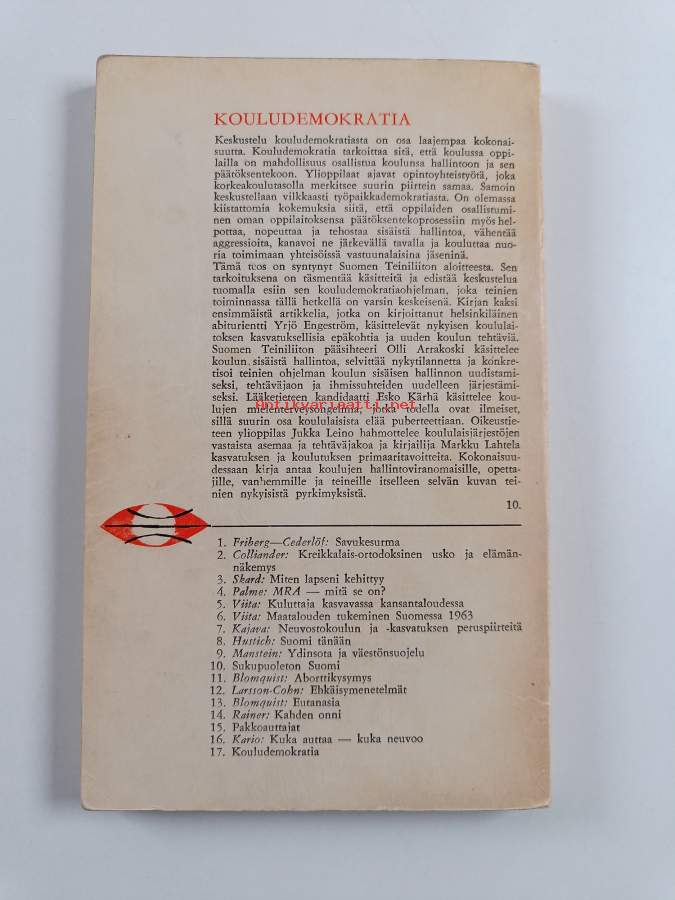 KOULUDEMOKRATIA
Keskustelu kouludemokratiasta on osa laajempaa kokonai-
suutta. Kouludemokratia tarkoittaa sitä, että koulussa oppi-
lailla on mahdollisuus osallistua koulunsa hallintoon ja sen
päätöksentekoon. Ylioppilaat ajavat opintoyhteistyötä, joka
korkeakoulutasolla merkitsee suurin piirtein samaa. Samoin
keskustellaan vilkkaasti työpaikkademokratiasta. On olemassa
kiistattomia kokemuksia siitä, että oppilaiden osallistumi-
nen oman oppilaitoksensa päätöksentekoprosessiin myös hel-
pottaa, nopeuttaa ja tehostaa sisäistä hallintoa, vähentää
aggressioita, kanavoi ne järkevällä tavalla ja kouluttaa nuo-
ria toimimaan yhteisöissä vastuunalaisina jäseninä.
Tämä teos on syntynyt Suomen Teiniliiton aloitteesta. Sen
tarkoituksena on täsmentää käsitteitä ja edistää keskustelua
tuomalla esiin sen kouludemokratiaohjelman, joka teinien
toiminnassa tällä hetkellä on varsin keskeisenä. Kirjan kaksi
ensimmäistä artikkelia, jotka on kirjoittanut helsinkiläinen
abiturientti Yrjö Engeström, käsittelevät nykyisen koululai-
toksen kasvatuksellisia epäkohtia ja uuden koulun tehtäviä.
Suomen Teiniliiton pääsihteeri Olli Arrakoski käsittelee
koulun sisäistä hallintoa, selvittää nykytilannetta ja konkre-
tisoi teinien ohjelman koulun sisäisen hallinnon uudistami-
seksi, tehtäväjaon ja ihmissuhteiden uudelleen järjestämi-
seksi. Lääketieteen kandidaatti Esko Kärhä käsittelee kou-
lujen mielenterveysongelmia, jotka todella ovat ilmeiset,
Antikvariaatti.net
sillä suurin osa koululaisista elää puberteettiaan. Oikeustie-
teen ylioppilas Jukka Leino hahmottelee koululaisjärjestöjen
vastaista asemaa ja tehtäväjakoa ja kirjailija Markku Lahtela
kasvatuksen ja koulutuksen primaaritavoitteita. Kokonaisuu-
dessaan kirja antaa koulujen hallintoviranomaisille, opetta-
jille, vanhemmille ja teineille itselleen selvän kuvan tei-
nien nykyisistä pyrkimyksistä.
10.
1. Friberg—Cederlöf: Savukesurma
2. Colliander: Kreikkalais-ortodoksinen usko ja elämän-
näkemys
3. Skard: Miten lapseni kehittyy
4. Palme: MRA — mitä se on?
5. Viita: Kuluttaja kasvavassa kansantaloudessa
6. Viita: Maatalouden tukeminen Suomessa 1963
7. Kajava: Neuvostokoulun ja -kasvatuksen peruspiirteitä
8. Hustich: Suomi tänään
9. Manstein: Ydinsota ja väestönsuojelu
10. Sukupuoleton Suomi
11. Blomquist: Aborttikysymys
12. Larsson-Cohn: Ehkäisymenetelmät
13. Blomquist: Eutanasia
14. Rainer: Kahden onni
15. Pakkoauttajat
16. Kario: Kuka auttaa — kuka neuvoo
17. Kouludemokratia